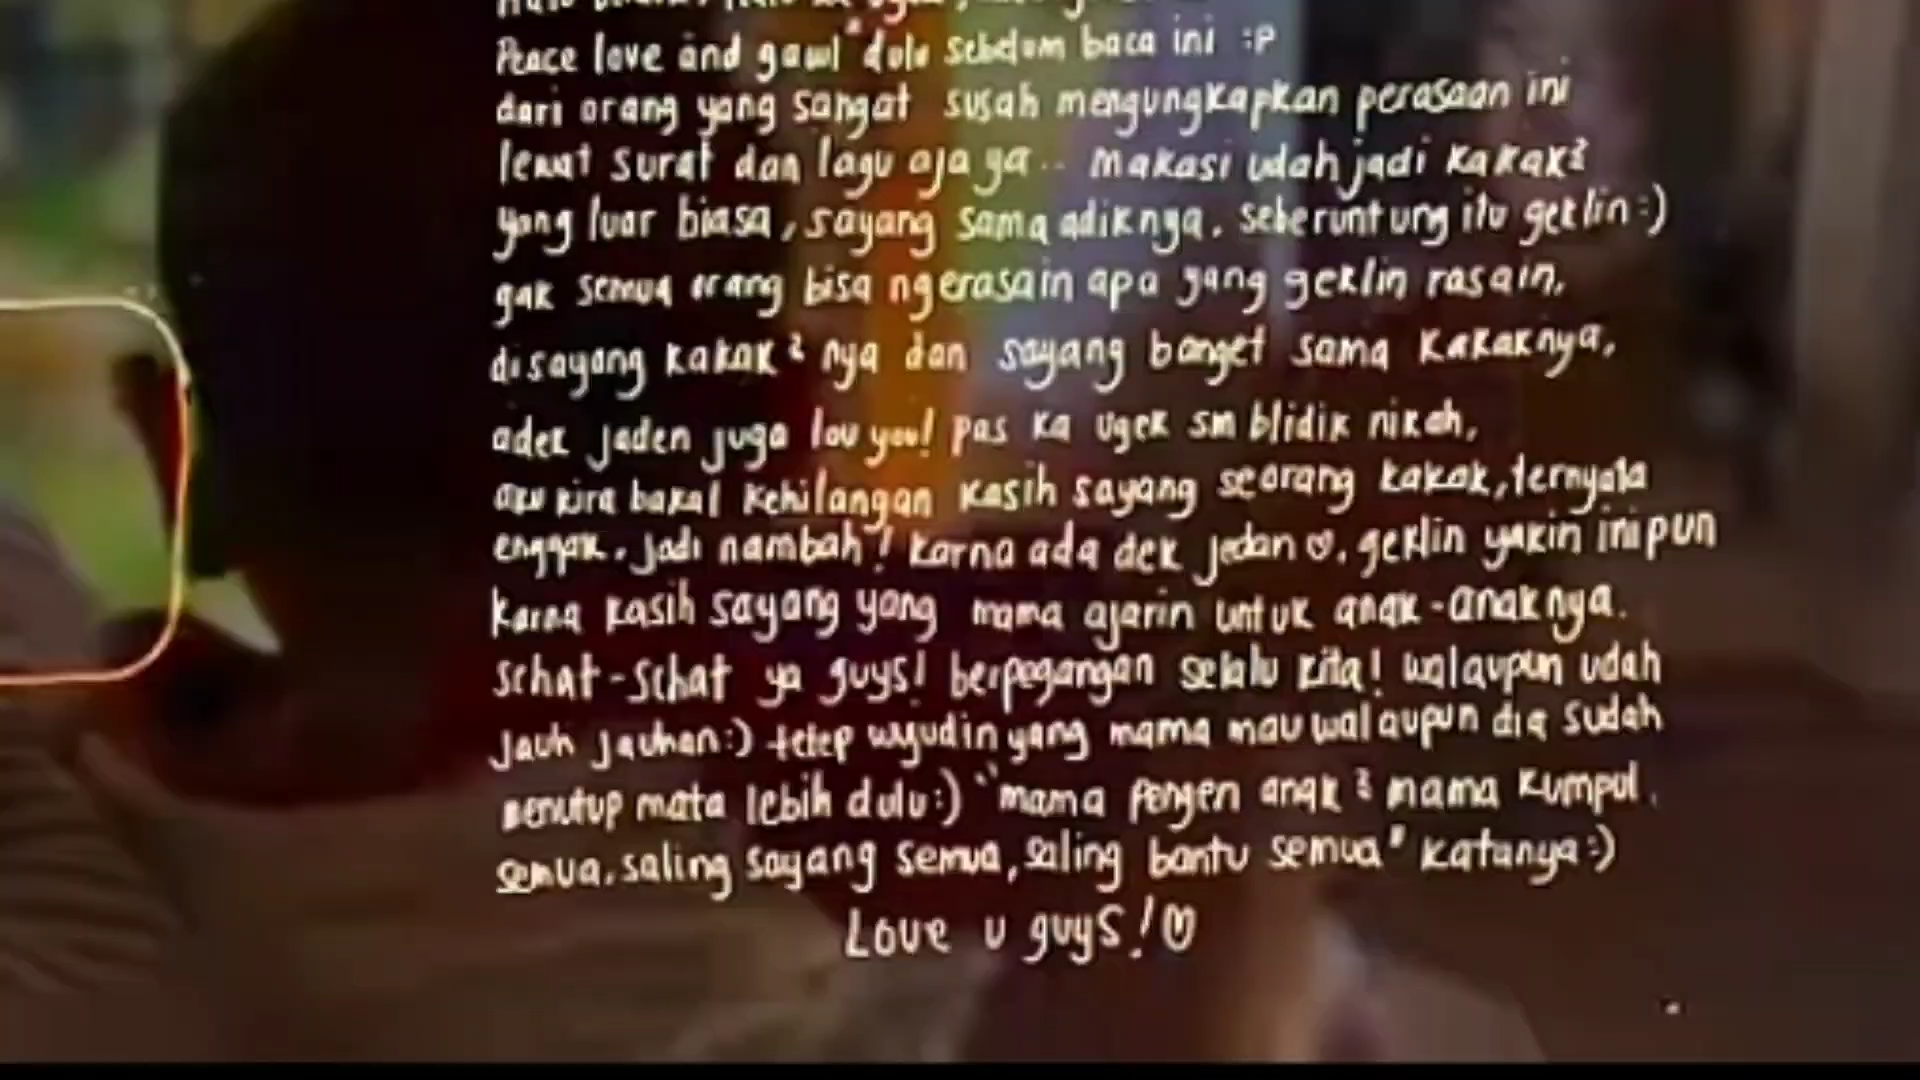 Peace love and gawl" dulu sebelum baca ini :P
dari orang yang sangat susah mengungkapkan perasaan ini
lewat surat dan lagu aja ya.. makasi udah jadi kakak²
yang luar biasa, sayang sama adiknya. seberuntung itu geklin :)
gak semua orang bisa ngerasain apa yang geklin rasain,
disayang kakak² nya dan sayang banget sama kakaknya,
adek jaden juga lov you! pas ka ugek sm blidik nikah,
aku kira bakal kehilangan kasih sayang seorang kakak, ternyata
enggak, jadi nambah! karna ada dek jedan ♡. geklin yakin inipun
karna kasih sayang yang mama ajarin untuk anak-anaknya.
sehat-sehat ya guys! berpegangan selalu kita! walaupun udah
jauh jauhan :) tetep wujudin yang mama mau walaupun dia sudah
menutup mata lebih dulu :) "mama pengen anak² mama kumpul
semua, saling sayang semua, saling bantu semua" katanya :)
Love u guys! ♡